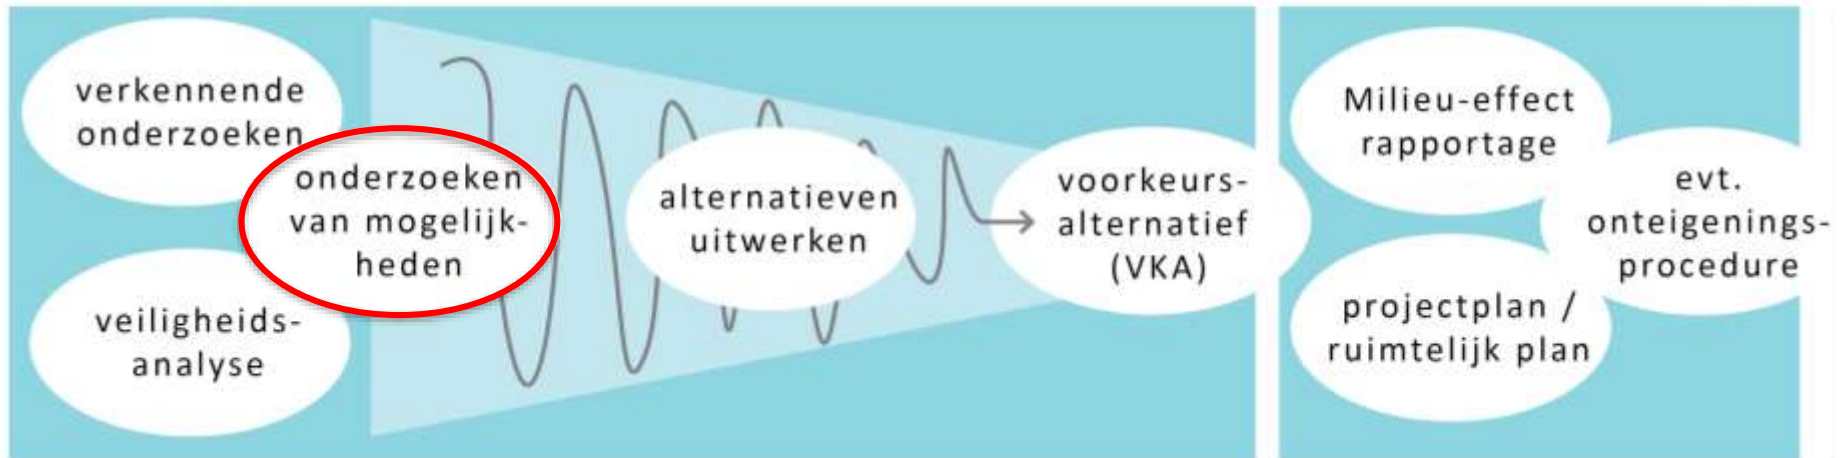 verkennende
onderzoeken
onderzoeken
van mogelijk-
heden
veiligheids-
analyse
alternatieven
uitwerken
voorkeurs-
alternatief
(VKA)
Milieu-effect
rapportage
evt.
onteigenings-
procedure
projectplan /
ruimtelijk plan